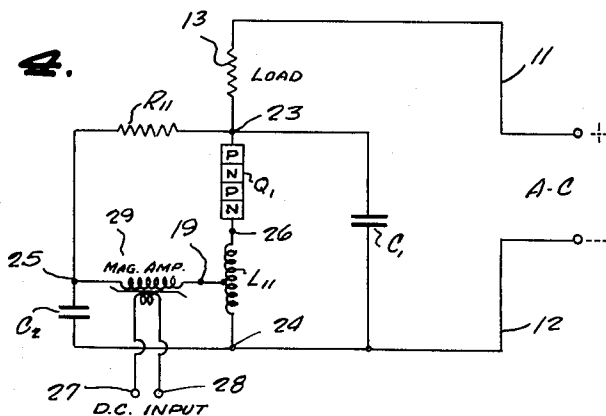 4.
13
LOAD
11
R11
23
P
N
P
N
Q1
A-C
29
19
26
C1
25
MAG. AMP.
L11
C2
24
12
27
28
D.C. INPUT